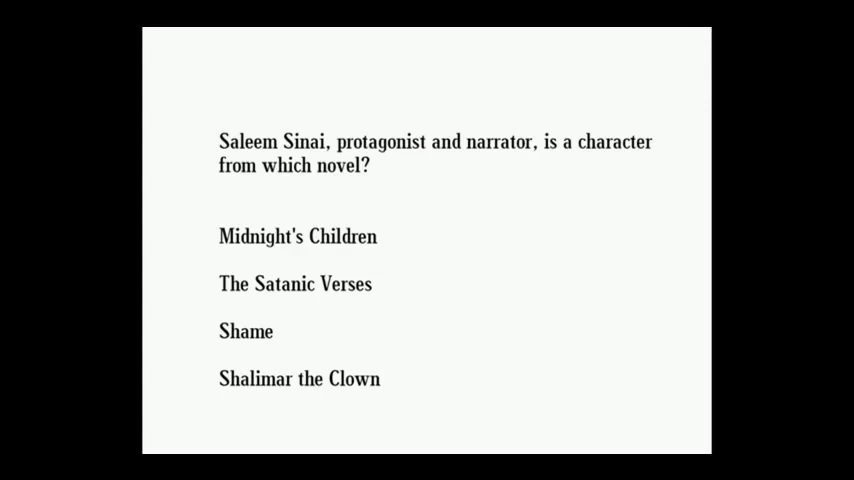 Saleem Sinai, protagonist and narrator, is a character
from which novel?
Midnight's Children
The Satanic Verses
Shame
Shalimar the Clown